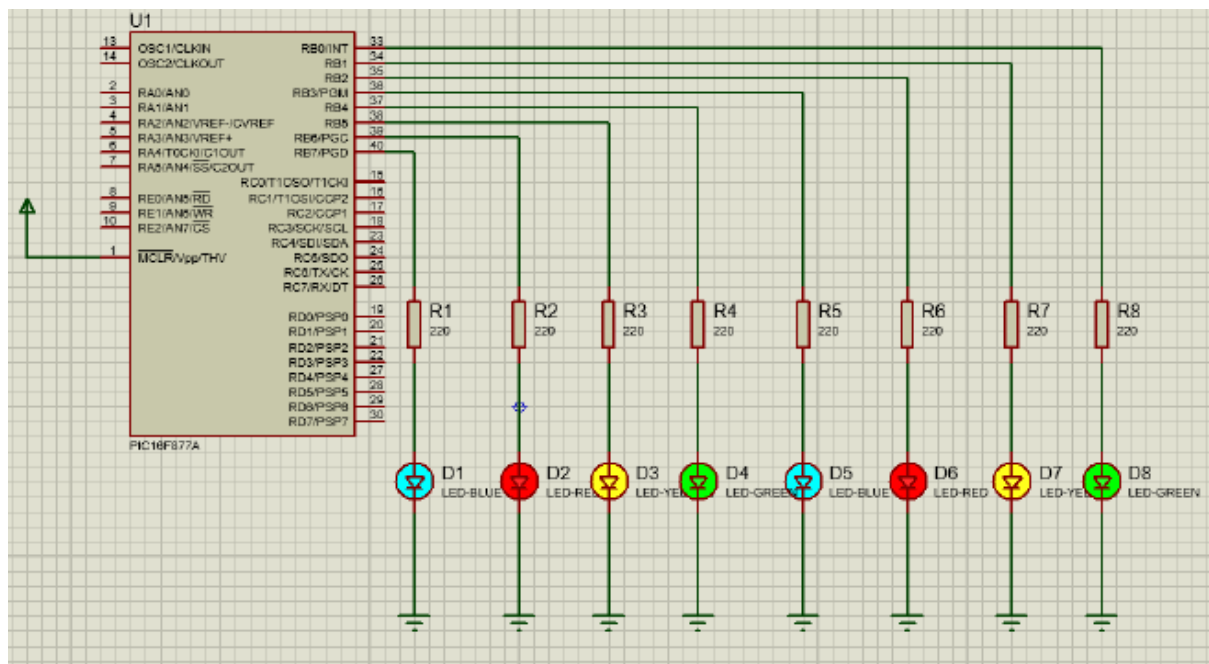 U1
13 OSC1/CLKIN
14 OSC2/CLKOUT
2 RA0/AN0
3 RA1/AN1
4 RA2/AN2/VREF-/CVREF
5 RA3/AN3/VREF+
6 RA4/T0CKI/C1OUT
7 RA5/AN4/SS/C2OUT
8 RE0/AN5/RD
9 RE1/AN6/WR
10 RE2/AN7/CS
1 MCLR/Vpp/THV
RB0/INT 33
RB1 34
RB2 35
RB3/PGM 36
RB4 37
RB5 38
RB6/PGC 39
RB7/PGD 40
RC0/T1OSO/T1CKI 15
RC1/T1OSI/CCP2 16
RC2/CCP1 17
RC3/SCK/SCL 18
RC4/SDI/SDA 23
RC5/SDO 24
RC6/TX/CK 25
RC7/RX/DT 26
RD0/PSP0 19
RD1/PSP1 20
RD2/PSP2 21
RD3/PSP3 22
RD4/PSP4 27
RD5/PSP5 28
RD6/PSP6 29
RD7/PSP7 30
PIC16F877A
R1 R2 R3 R4 R5 R6 R7 R8
220 220 220 220 220 220 220 220
D1 D2 D3 D4 D5 D6 D7 D8
LED-BLUE LED-RED LED-YEL LED-GREEN LED-BLUE LED-RED LED-YEL LED-GREEN